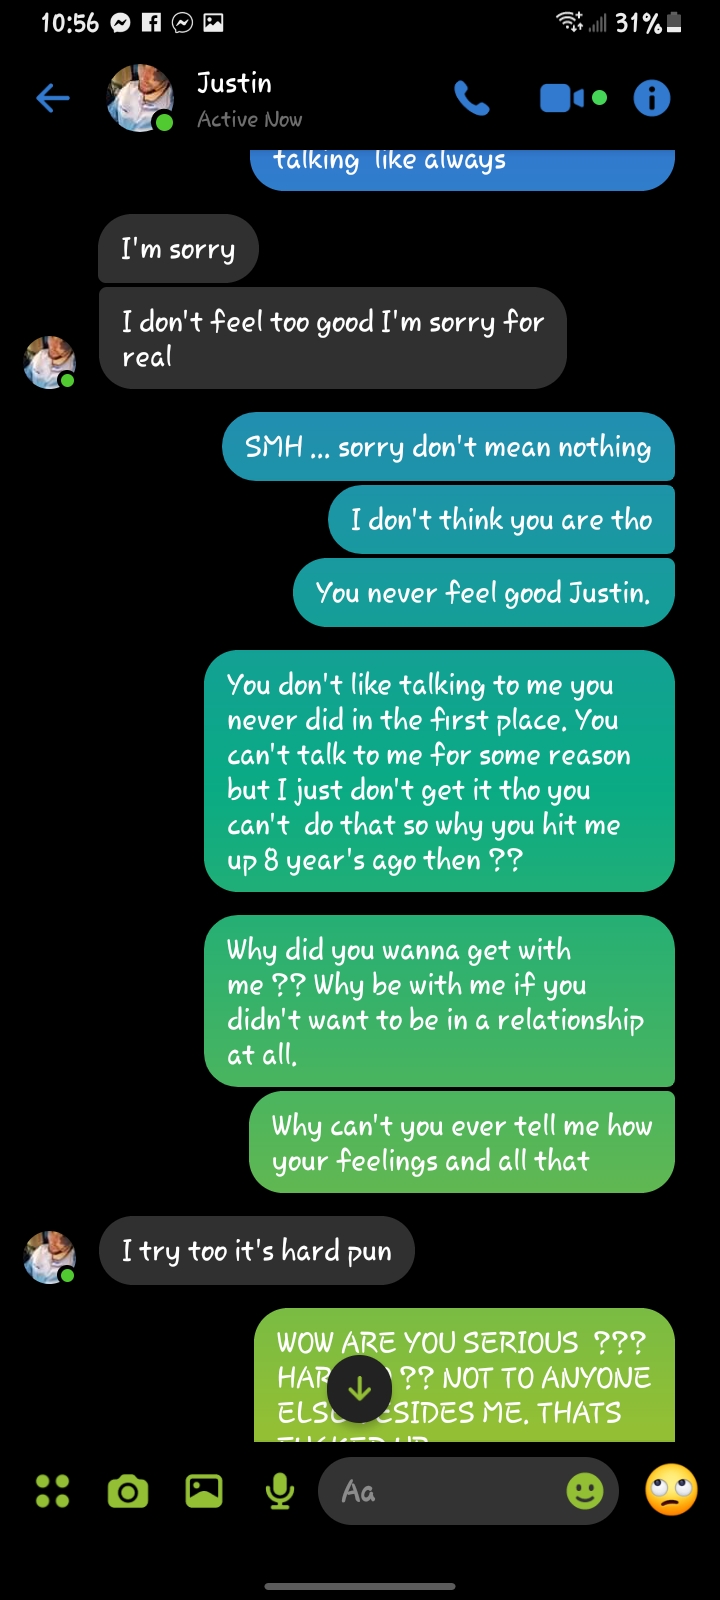 10:56
31%
Justin
Active Now
talking  like always
I'm sorry
I don't feel too good I'm sorry for
real
SMH ... sorry don't mean nothing
I don't think you are tho
You never feel good Justin.
You don't like talking to me you
never did in the first place. You
can't talk to me for some reason
but I just don't get it tho you
can't  do that so why you hit me
up 8 year's ago then ??
Why did you wanna get with
me ?? Why be with me if you
didn't want to be in a relationship
at all.
Why can't you ever tell me how
your feelings and all that
I try too it's hard pun
WOW ARE YOU SERIOUS  ???
?? NOT TO ANYONE
ME. THATS
Aa